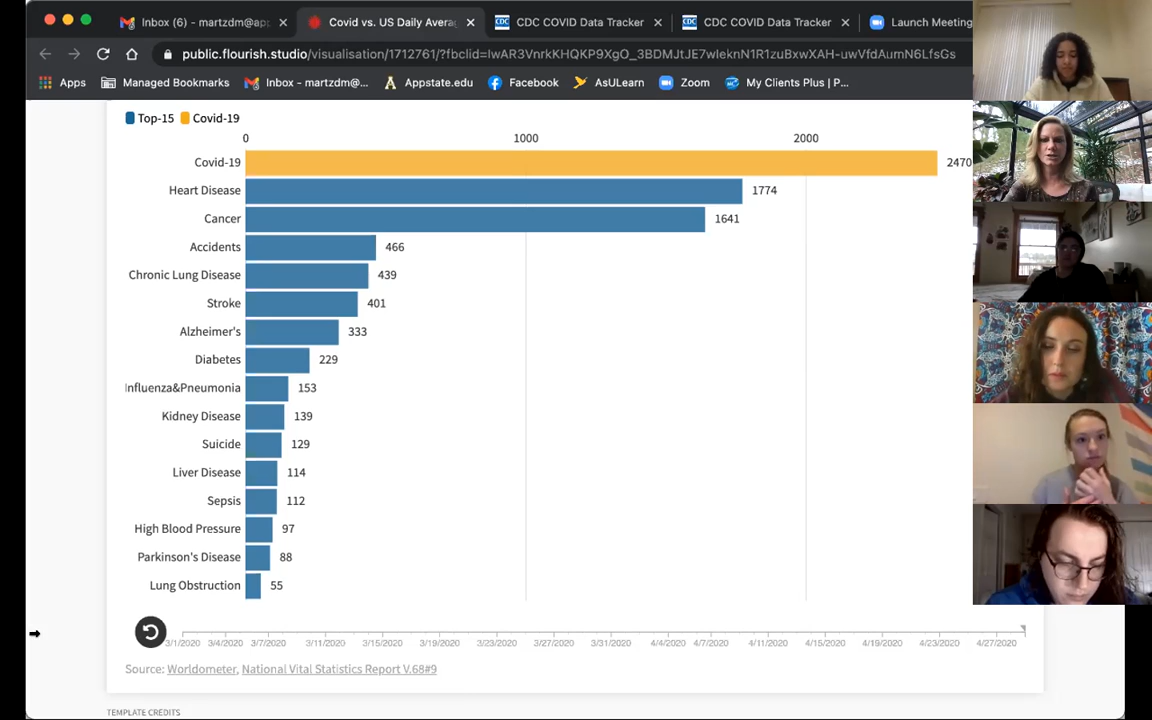 Inbox (6) - martzdm@app
Covid vs. US Daily Avera
CDC COVID Data Tracker
CDC COVID Data Tracker
Launch Meeting
public.flourish.studio/visualisation/1712761/?fbclid=IwAR3VnrkKHQKP9XgO_3BDMJtJE7wIeknN1R1zuBxwXAH-uwVfdAumN6LfsGs
Apps
Managed Bookmarks
Inbox - martzdm@...
Appstate.edu
Facebook
AsULearn
Zoom
My Clients Plus | P...
Top-15 Covid-19
0 1000 2000
Covid-19 2470
Heart Disease 1774
Cancer 1641
Accidents 466
Chronic Lung Disease 439
Stroke 401
Alzheimer's 333
Diabetes 229
Influenza&Pneumonia 153
Kidney Disease 139
Suicide 129
Liver Disease 114
Sepsis 112
High Blood Pressure 97
Parkinson's Disease 88
Lung Obstruction 55
3/1/2020 3/4/2020 3/7/2020 3/11/2020 3/15/2020 3/19/2020 3/23/2020 3/27/2020 3/31/2020 4/4/2020 4/7/2020 4/11/2020 4/15/2020 4/19/2020 4/23/2020 4/27/2020
Source: Worldometer, National Vital Statistics Report V.68#9
TEMPLATE CREDITS